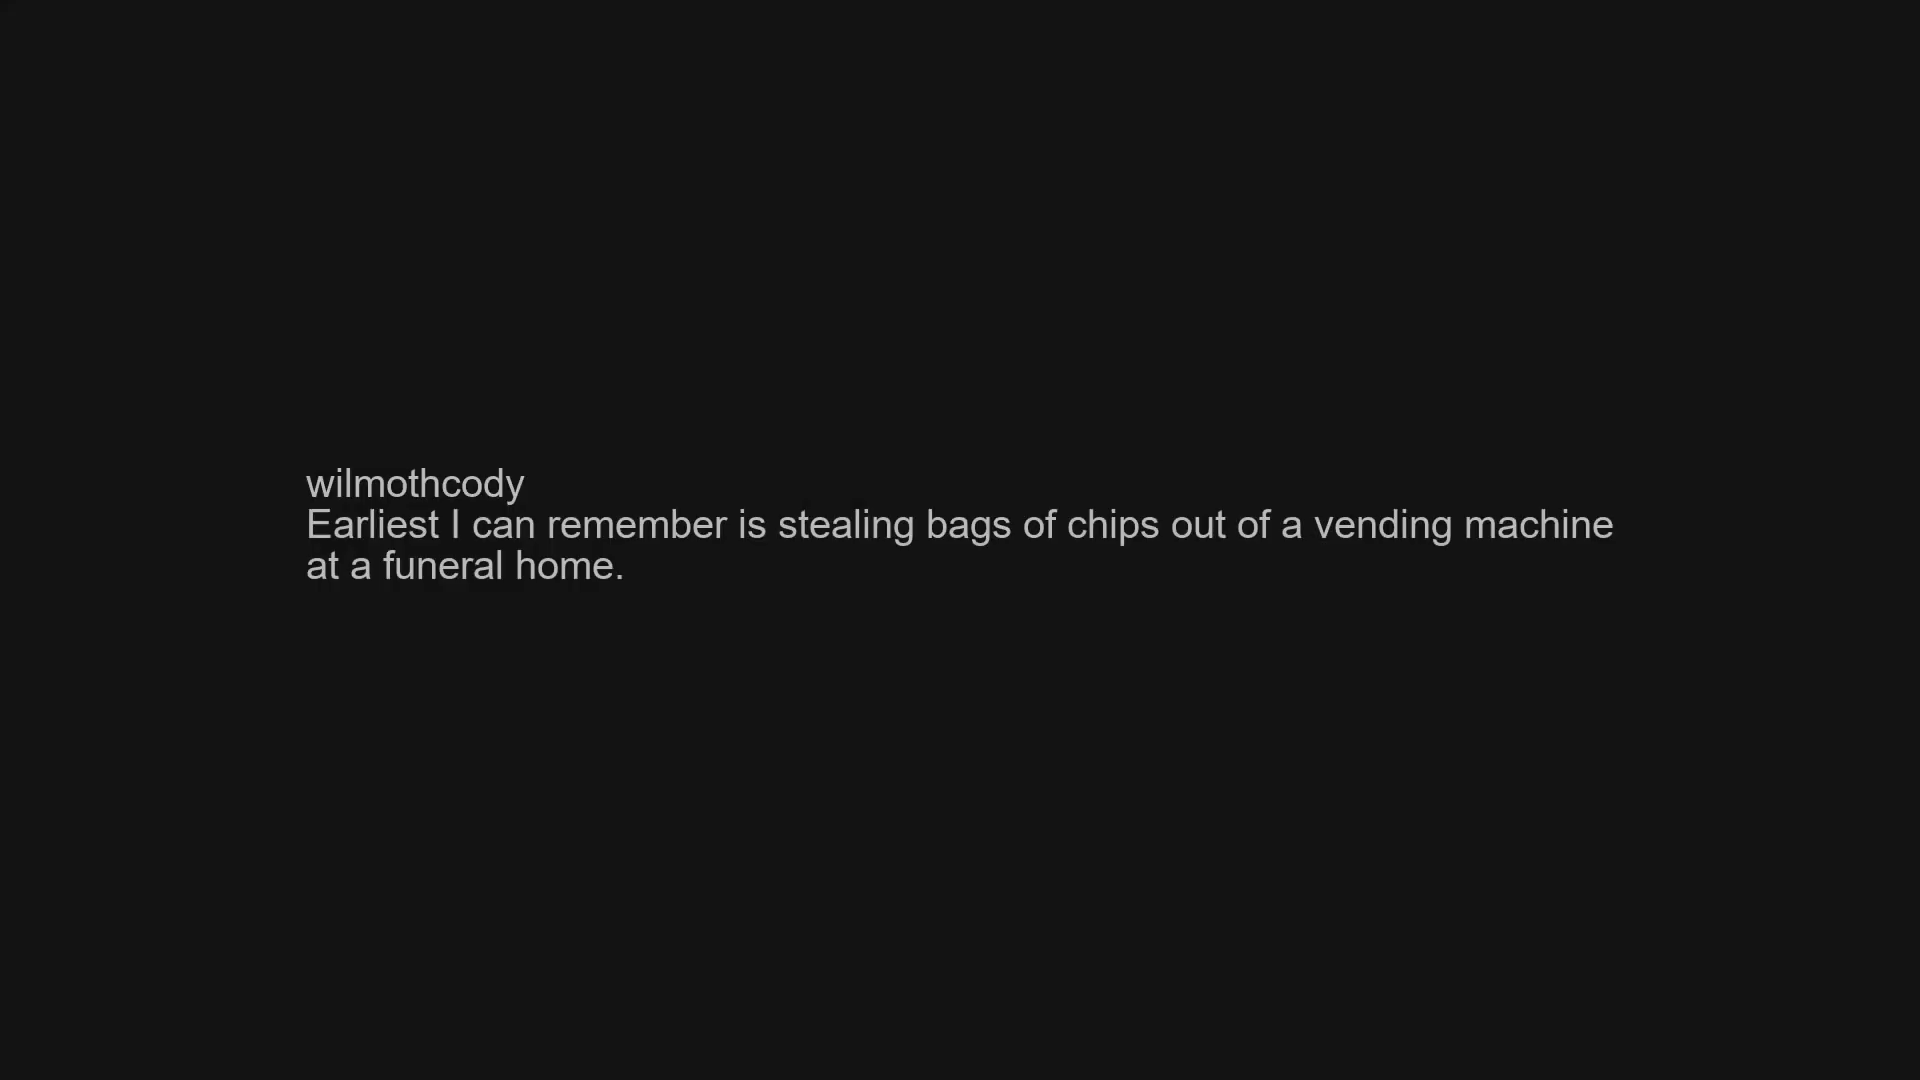 wilmothcody
Earliest I can remember is stealing bags of chips out of a vending machine
at a funeral home.